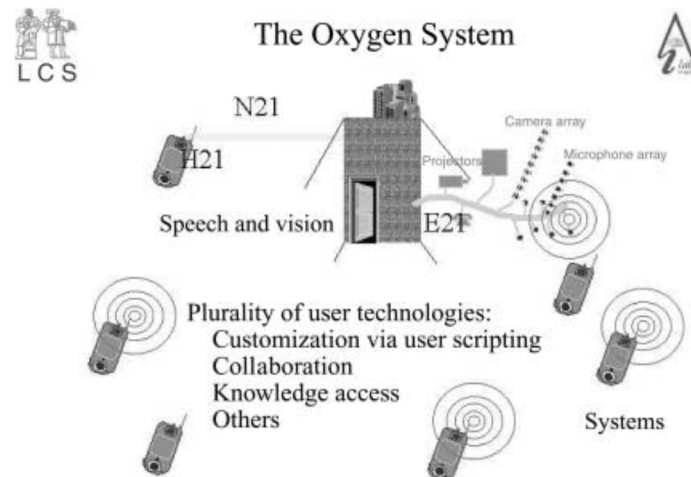 The Oxygen System
LCS
N21
H21
Camera array
Projectors
Microphone array
Speech and vision
E21
Plurality of user technologies:
Customization via user scripting
Collaboration
Knowledge access
Others
Systems